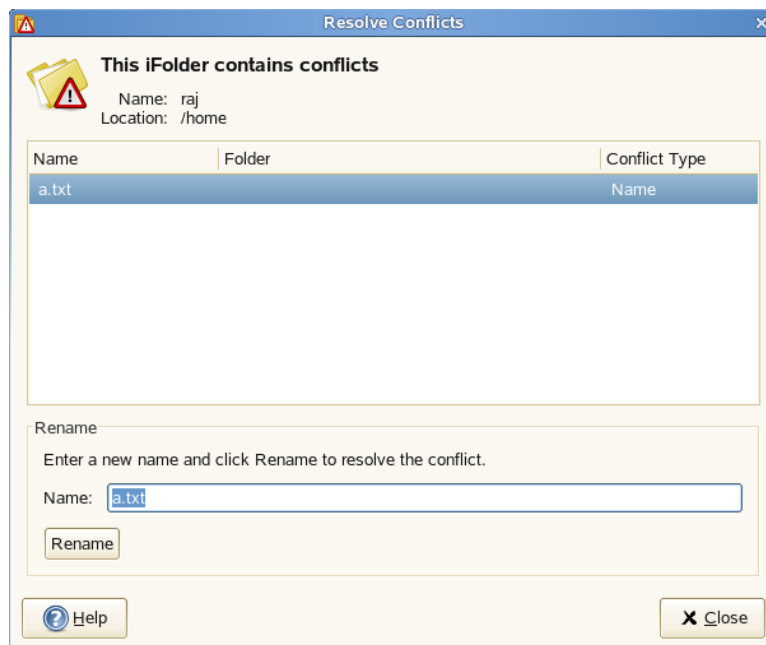 Resolve Conflicts
This iFolder contains conflicts
Name: raj
Location: /home
Name Folder Conflict Type
a.txt Name
Rename
Enter a new name and click Rename to resolve the conflict.
Name: a.txt
Rename
Help Close